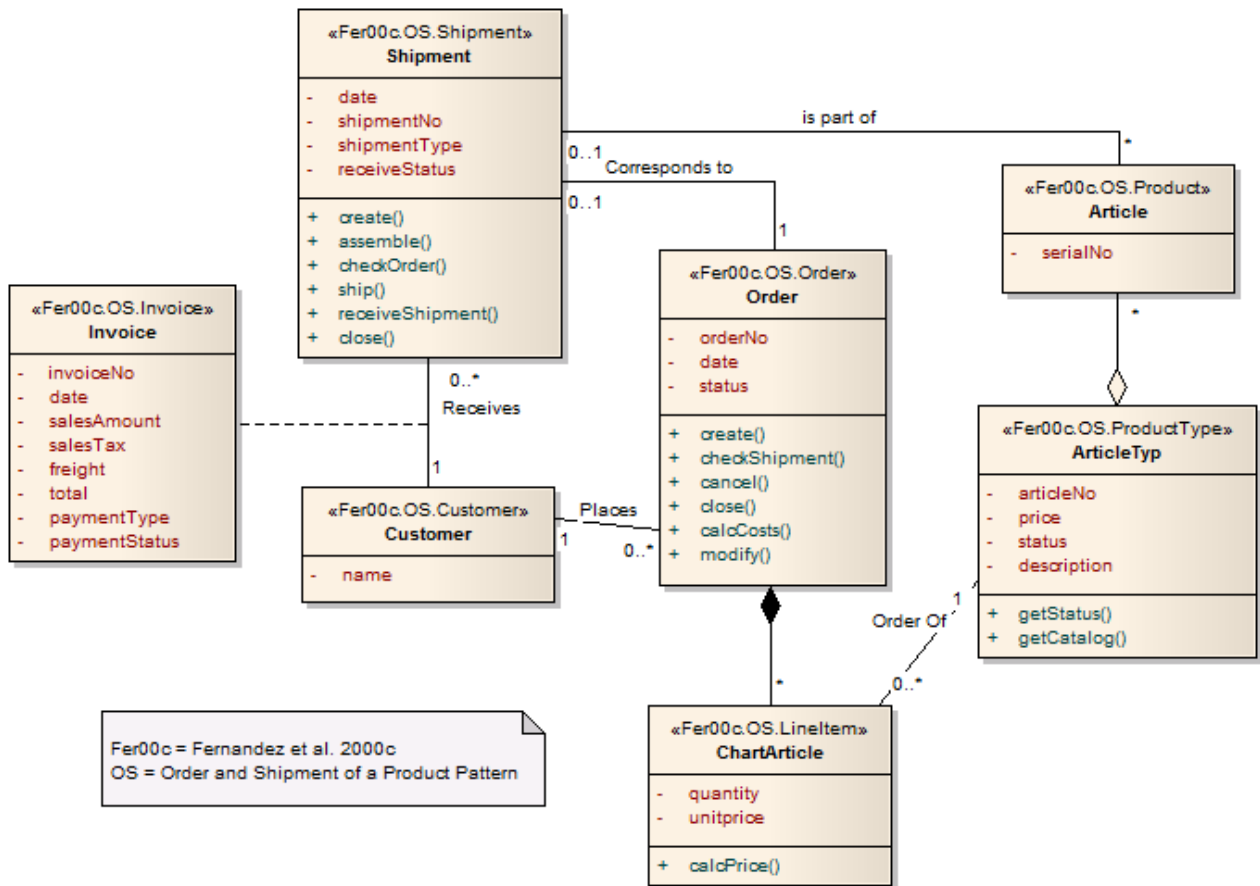 «Fer00c.OS.Shipment»
Shipment
- date
- shipmentNo
- shipmentType
- receiveStatus
+ create()
+ assemble()
+ checkOrder()
+ ship()
+ receiveShipment()
+ close()
is part of
0..1
*
Corresponds to
0..1
1
«Fer00c.OS.Product»
Article
- serialNo
*
«Fer00c.OS.Order»
Order
- orderNo
- date
- status
+ create()
+ checkShipment()
+ cancel()
+ close()
+ calcCosts()
+ modify()
«Fer00c.OS.Invoice»
Invoice
- invoiceNo
- date
- salesAmount
- salesTax
- freight
- total
- paymentType
- paymentStatus
0..*
Receives
1
«Fer00c.OS.Customer»
Customer
- name
Places
1
0..*
«Fer00c.OS.ProductType»
ArticleTyp
- articleNo
- price
- status
- description
+ getStatus()
+ getCatalog()
Order Of
1
0..*
*
«Fer00c.OS.LineItem»
ChartArticle
- quantity
- unitprice
+ calcPrice()
Fer00c = Fernandez et al. 2000c
OS = Order and Shipment of a Product Pattern